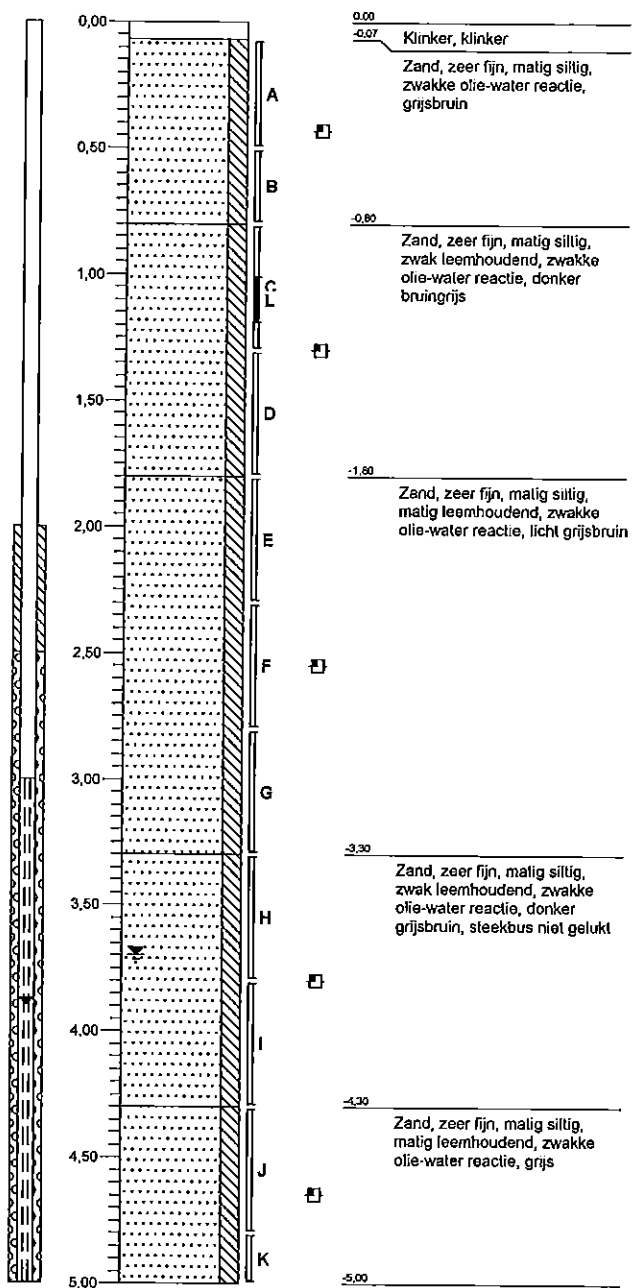 0,00
0,50
1,00
1,50
2,00
2,50
3,00
3,50
4,00
4,50
5,00
A
B
C
L
D
E
F
G
H
I
J
K
0,00
-0,07
Klinker, klinker
Zand, zeer fijn, matig siltig,
zwakke olie-water reactie,
grijsbruin
-0,80
Zand, zeer fijn, matig siltig,
zwak leemhoudend, zwakke
olie-water reactie, donker
bruingrijs
-1,80
Zand, zeer fijn, matig siltig,
matig leemhoudend, zwakke
olie-water reactie, licht grijsbruin
-3,30
Zand, zeer fijn, matig siltig,
zwak leemhoudend, zwakke
olie-water reactie, donker
grijsbruin, steekbus niet gelukt
-4,30
Zand, zeer fijn, matig siltig,
matig leemhoudend, zwakke
olie-water reactie, grijs
-5,00